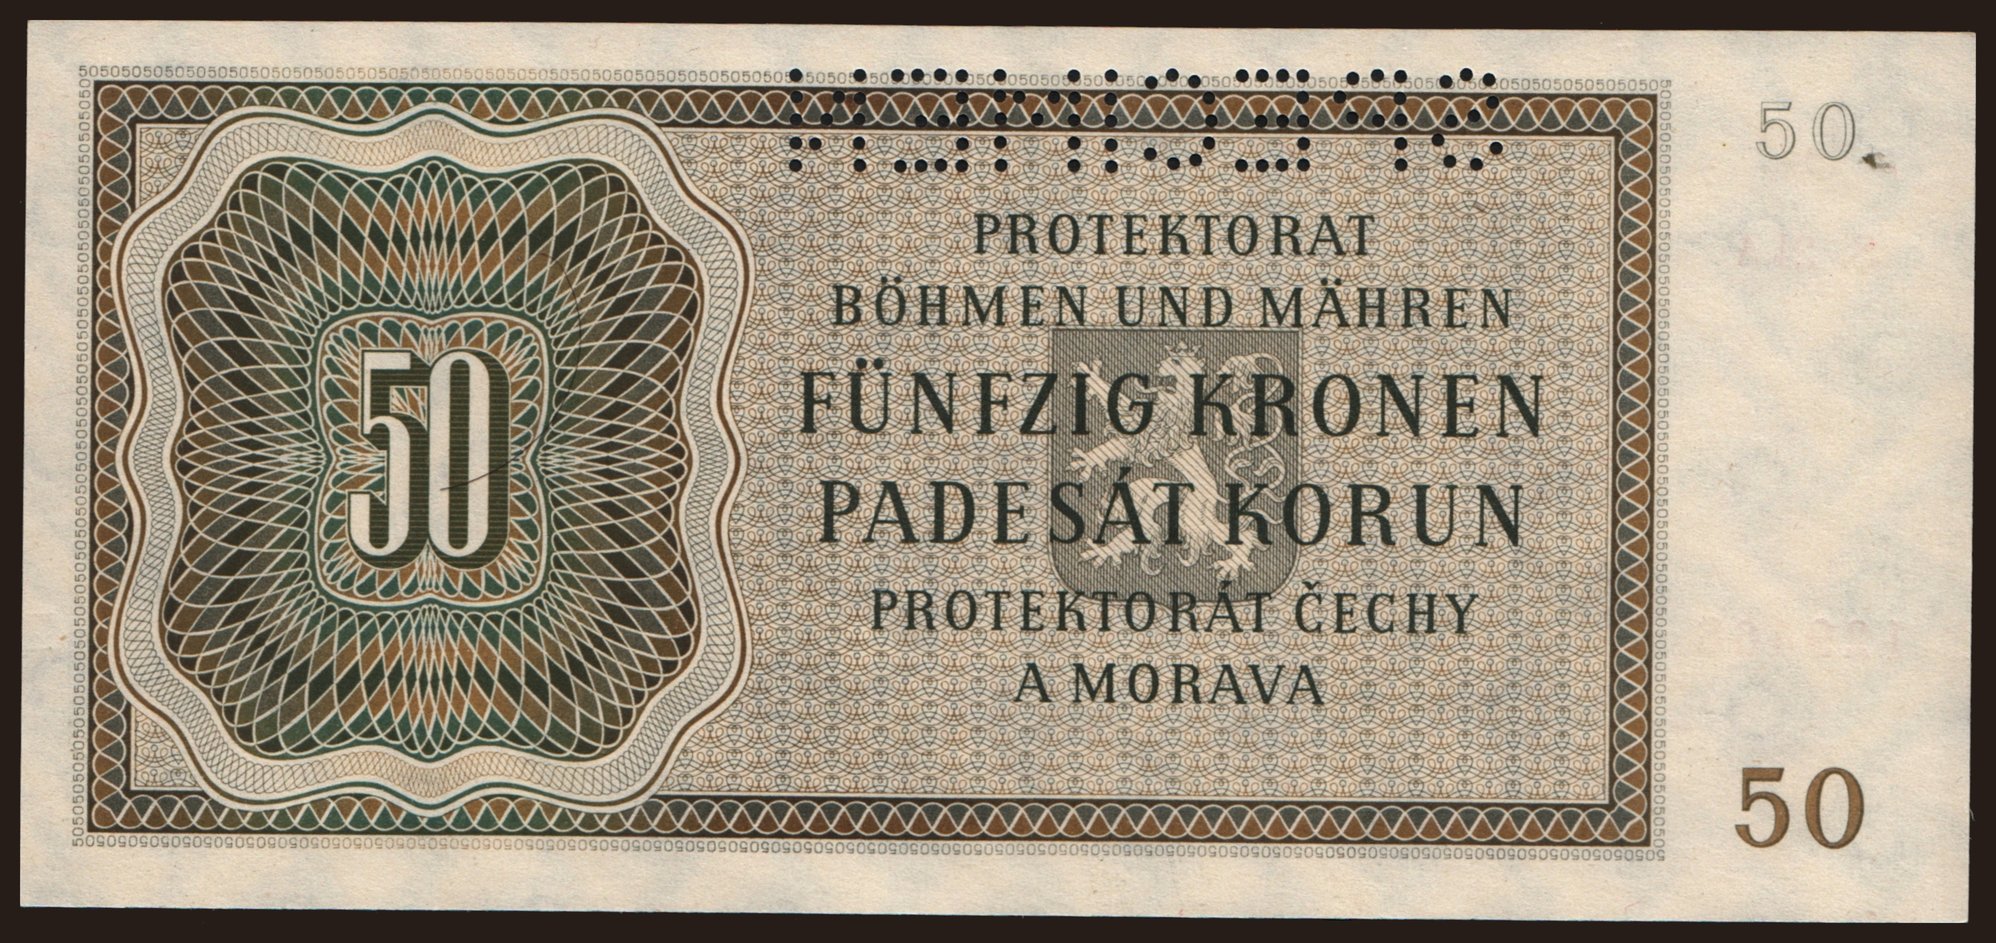 50
PROTEKTORAT
BÖHMEN UND MÄHREN
FÜNFZIG KRONEN
PADESÁT KORUN
PROTEKTORÁT ČECHY
A MORAVA
50
50